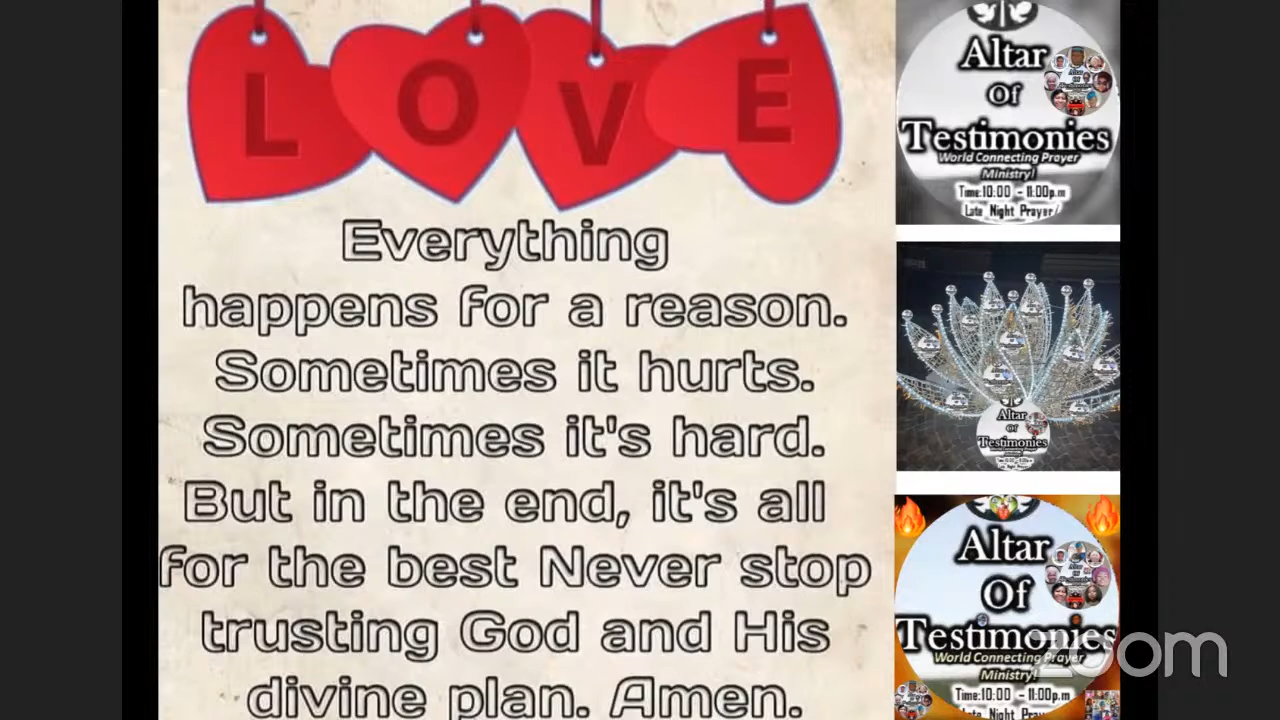 L O V E
Everything
happens for a reason.
Sometimes it hurts.
Sometimes it's hard.
But in the end, it's all
for the best Never stop
trusting God and His
divine plan. Amen.
Altar
Of
Testimonies
World Connecting Prayer
Ministry!
Time:10:00 - 11:00p.m
Late Night Prayer/
Altar
Of
Testimonies
Altar
Of
Testimonies
World Connecting Prayer
Ministry!
Time:10:00 - 11:00p.m
Late Night Prayer/
zoom